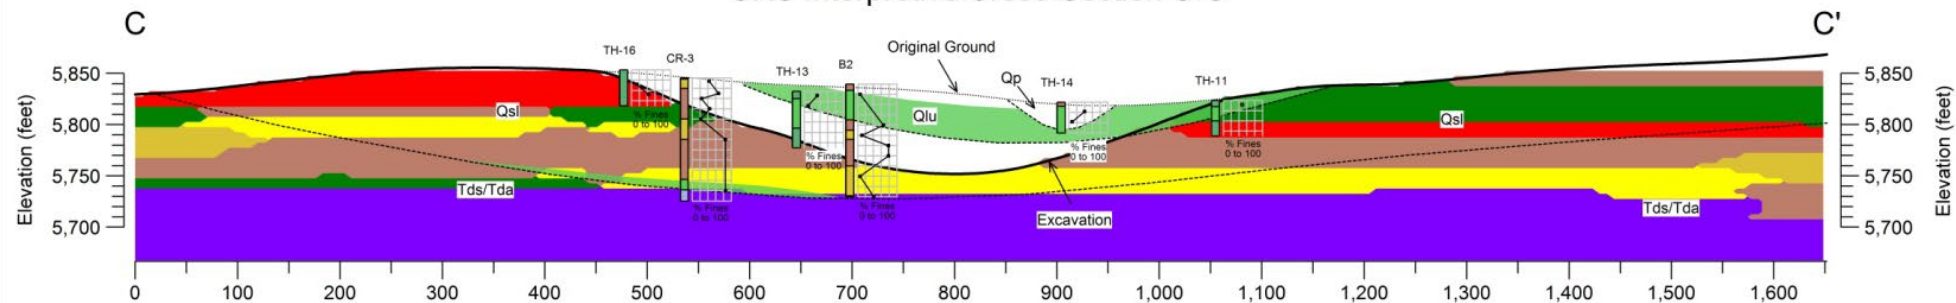 C
C'
Original Ground
TH-16
CR-3
TH-13
B2
Qp
TH-14
TH-11
5,850
5,850
Qsl
Qlu
Qsl
% Fines
0 to 100
5,800
5,800
% Fines
0 to 100
% Fines
0 to 100
% Fines
0 to 100
5,750
5,750
Tds/Tda
Tds/Tda
% Fines
0 to 100
% Fines
0 to 100
Excavation
5,700
5,700
Elevation (feet)
Elevation (feet)
0 100 200 300 400 500 600 700 800 900 1,000 1,100 1,200 1,300 1,400 1,500 1,600